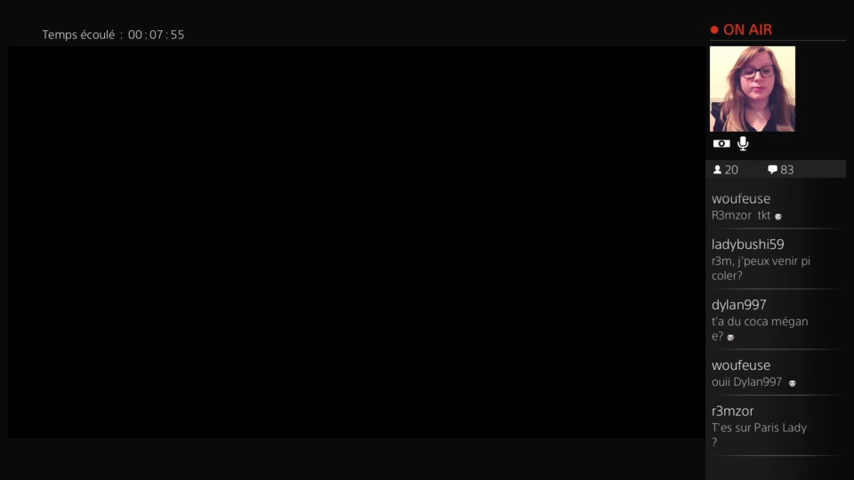 Temps écoulé : 00:07:55
ON AIR
20 83
woufeuse
R3mzor tkt
ladybushi59
r3m, j'peux venir pi
coler?
dylan997
t'a du coca mégan
e?
woufeuse
ouii Dylan997
r3mzor
T'es sur Paris Lady
?